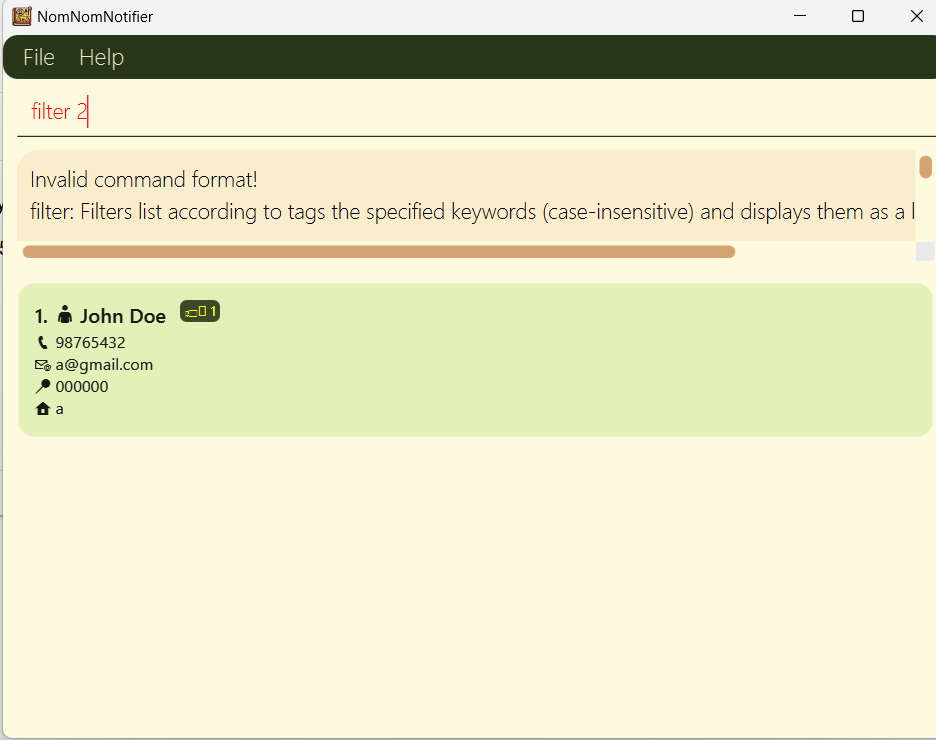 NomNomNotifier
File Help
filter 2
Invalid command format!
filter: Filters list according to tags the specified keywords (case-insensitive) and displays them as a l
1. John Doe 1
98765432
a@gmail.com
000000
a